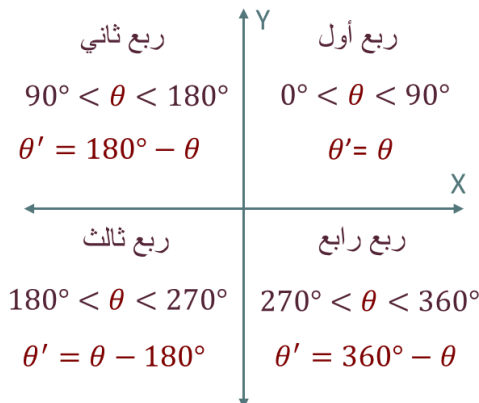 Y
ربع أول
0° < θ < 90°
θ′= θ
ربع ثاني
90° < θ < 180°
θ′ = 180° − θ
X
ربع ثالث
180° < θ < 270°
θ′ = θ − 180°
ربع رابع
270° < θ < 360°
θ′ = 360° − θ